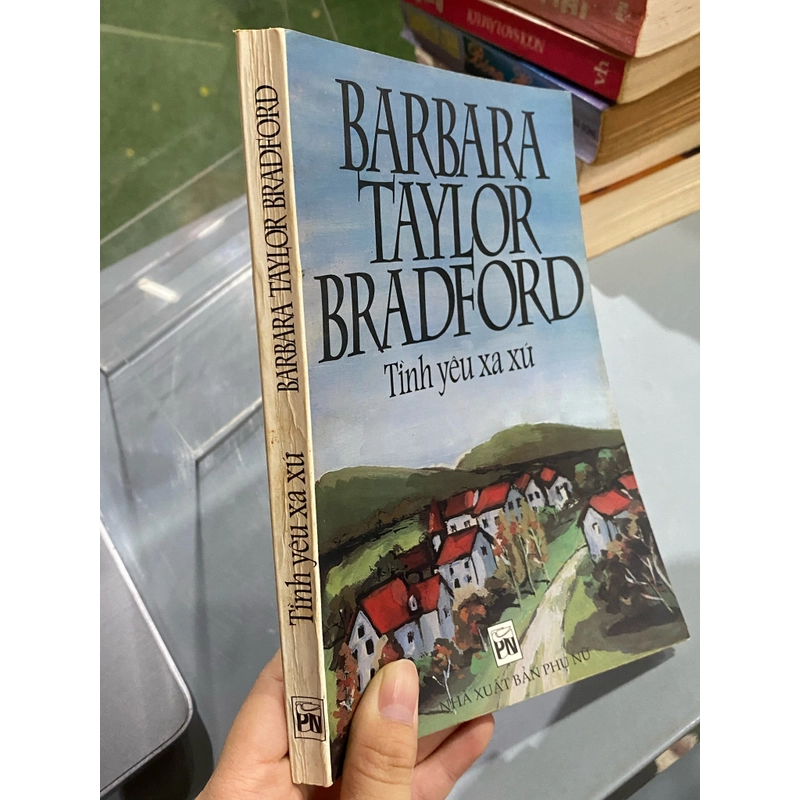 BARBARA
TAYLOR
BRADFORD
Tình yêu xa xứ
PN
NHÀ XUẤT BẢN PHỤ NỮ
BARBARA TAYLOR BRADFORD
Tình yêu xa xứ
PN
vh